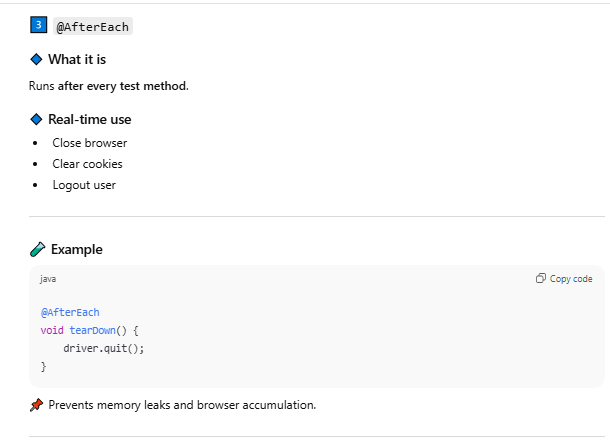 3 @AfterEach
What it is
Runs after every test method.
Real-time use
• Close browser
• Clear cookies
• Logout user
Example
java
Copy code
@AfterEach
void tearDown() {
    driver.quit();
}
Prevents memory leaks and browser accumulation.